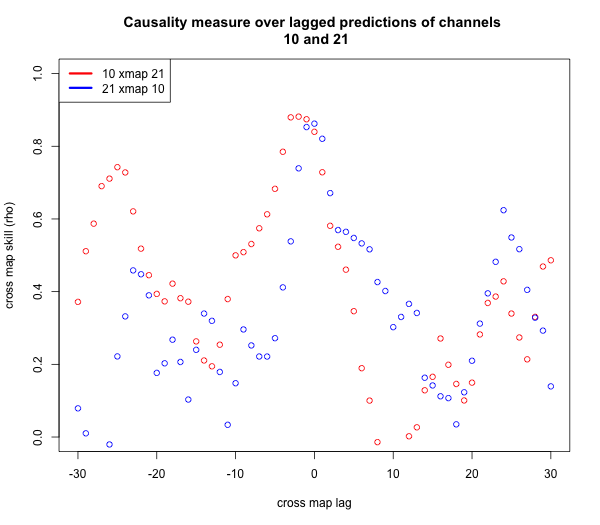 Causality measure over lagged predictions of channels
10 and 21
10 xmap 21
21 xmap 10
cross map skill (rho)
1.0
0.8
0.6
0.4
0.2
0.0
-30 -20 -10 0 10 20 30
cross map lag